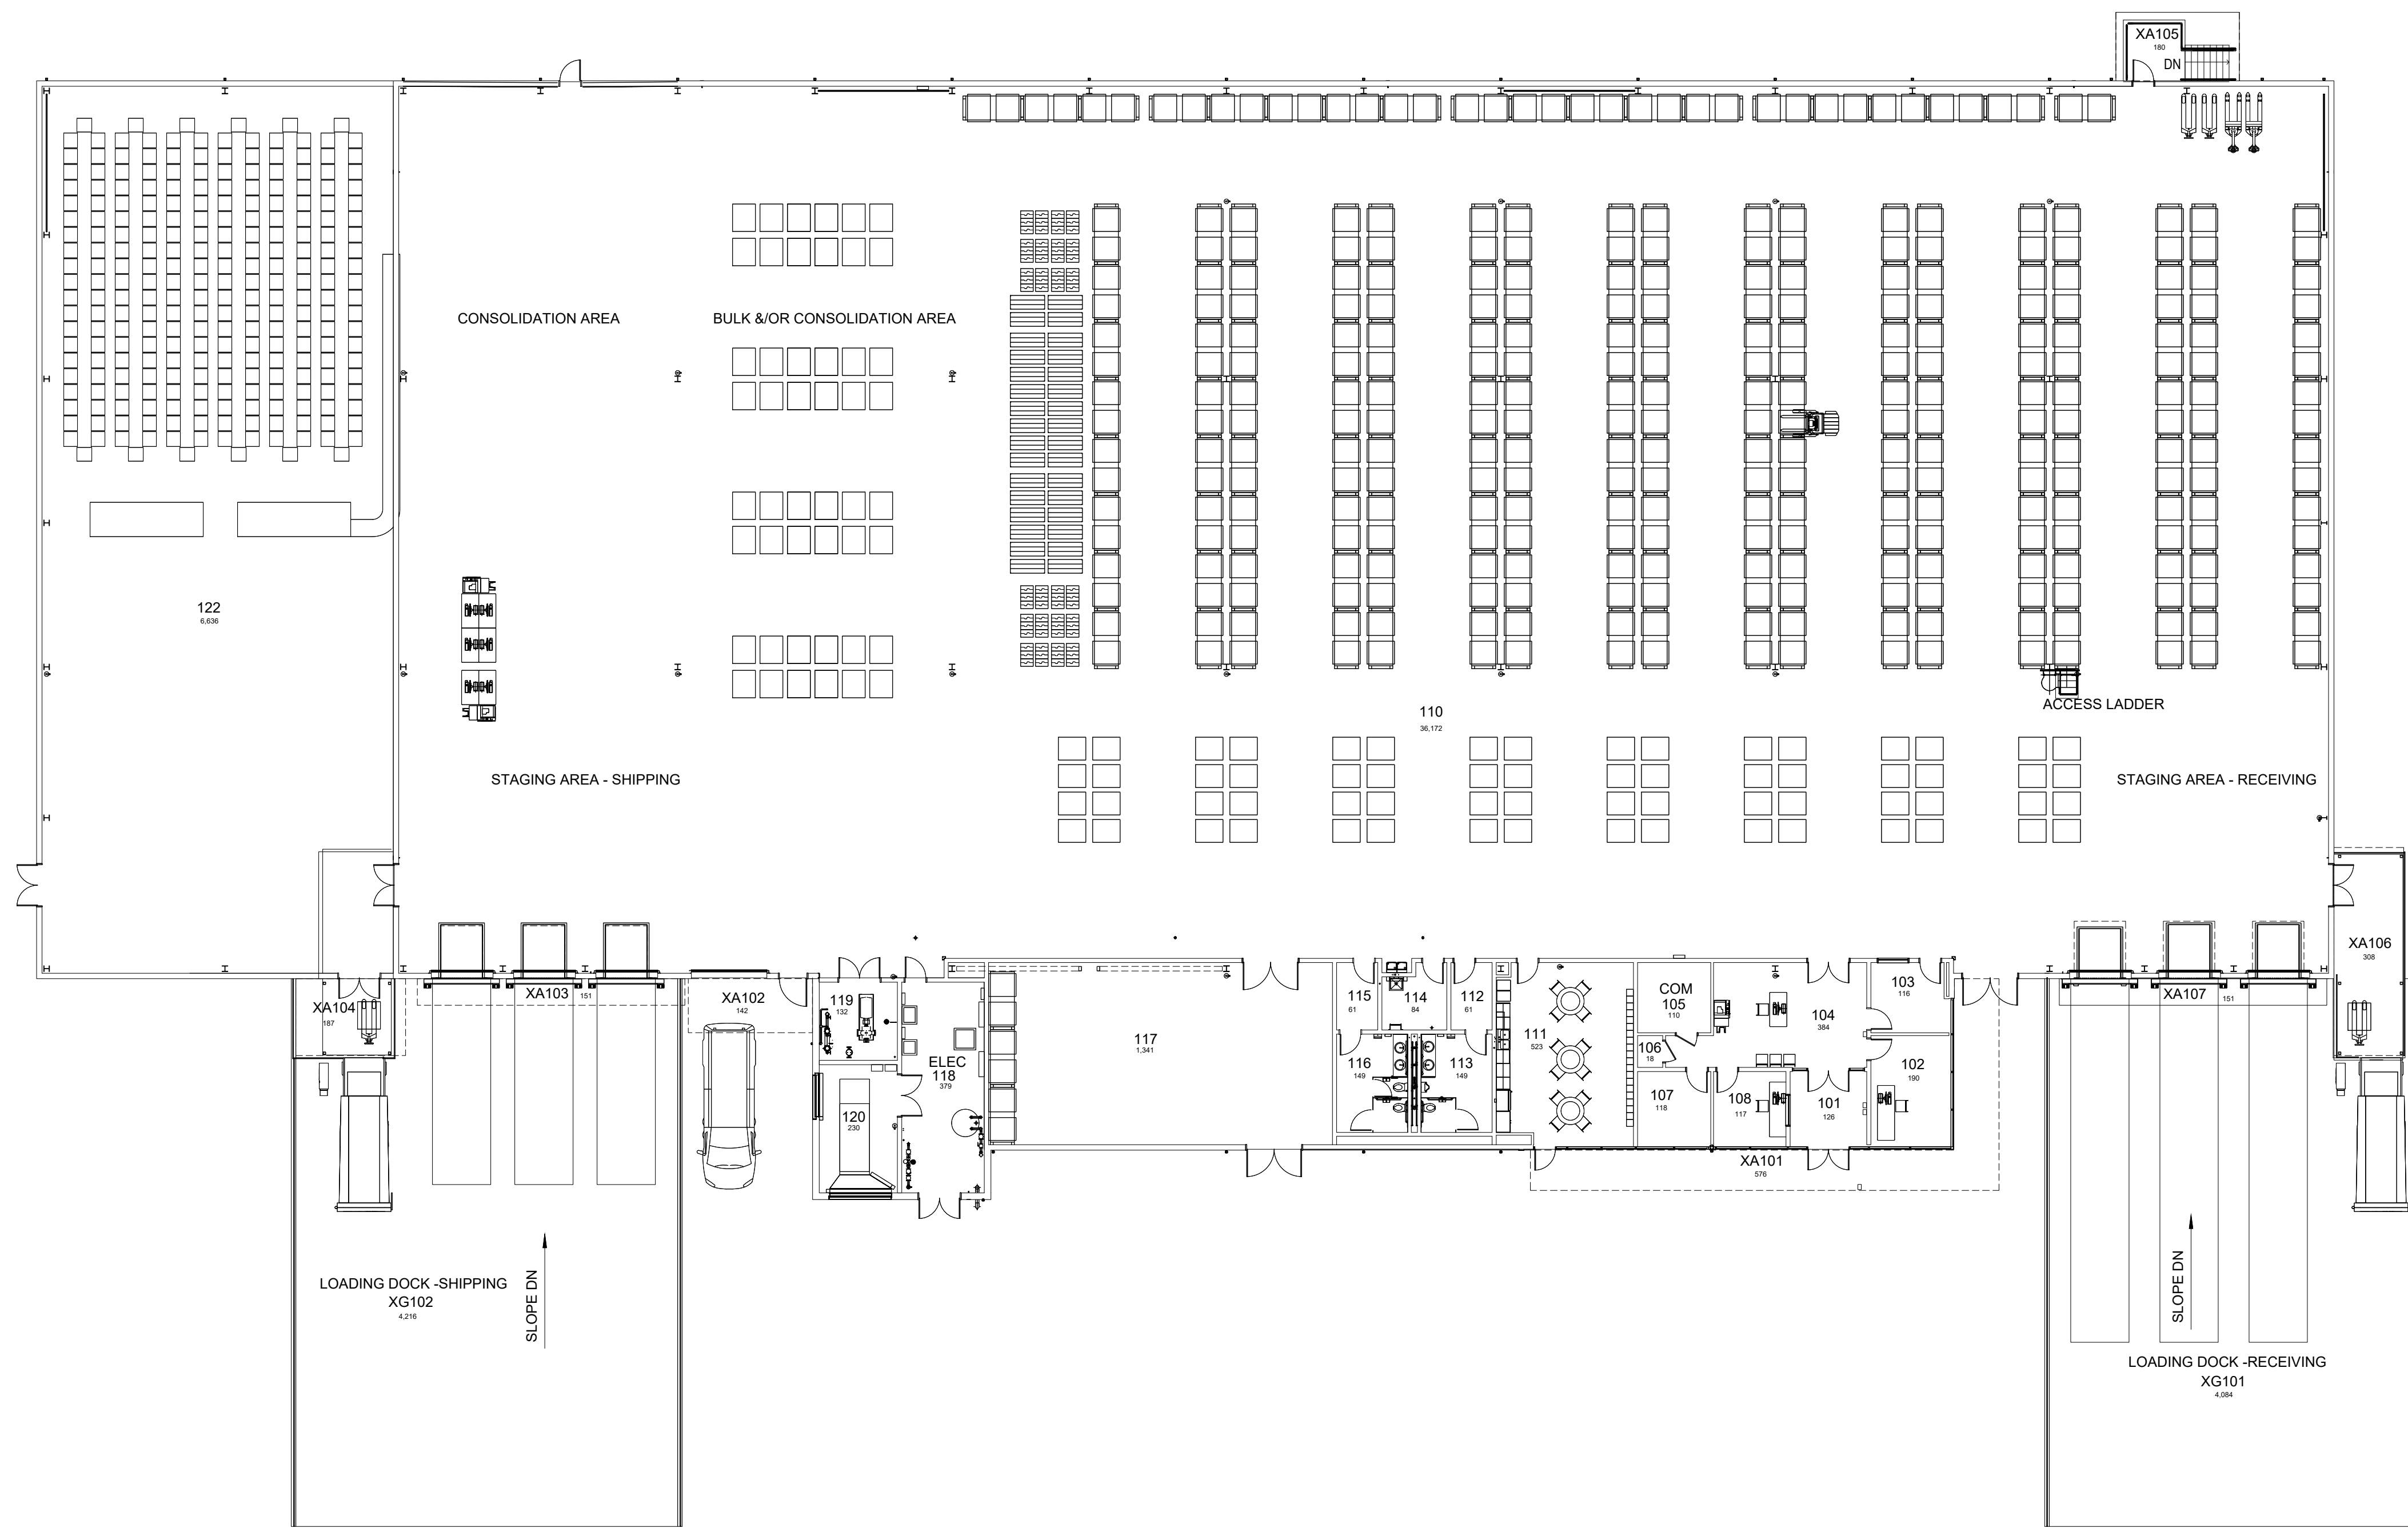 XA105
180
DN
CONSOLIDATION AREA
BULK &/OR CONSOLIDATION AREA
122
6,636
110
36,172
ACCESS LADDER
STAGING AREA - SHIPPING
STAGING AREA - RECEIVING
XA106
308
XA104
187
XA103
151
XA102
142
119
132
ELEC
118
379
120
230
117
1,341
115
61
114
84
112
61
116
149
113
149
111
523
COM
105
110
106
18
104
384
103
116
107
118
108
117
101
126
102
190
XA107
151
XA101
576
LOADING DOCK -SHIPPING
XG102
4,216
SLOPE DN
SLOPE DN
LOADING DOCK -RECEIVING
XG101
4,084